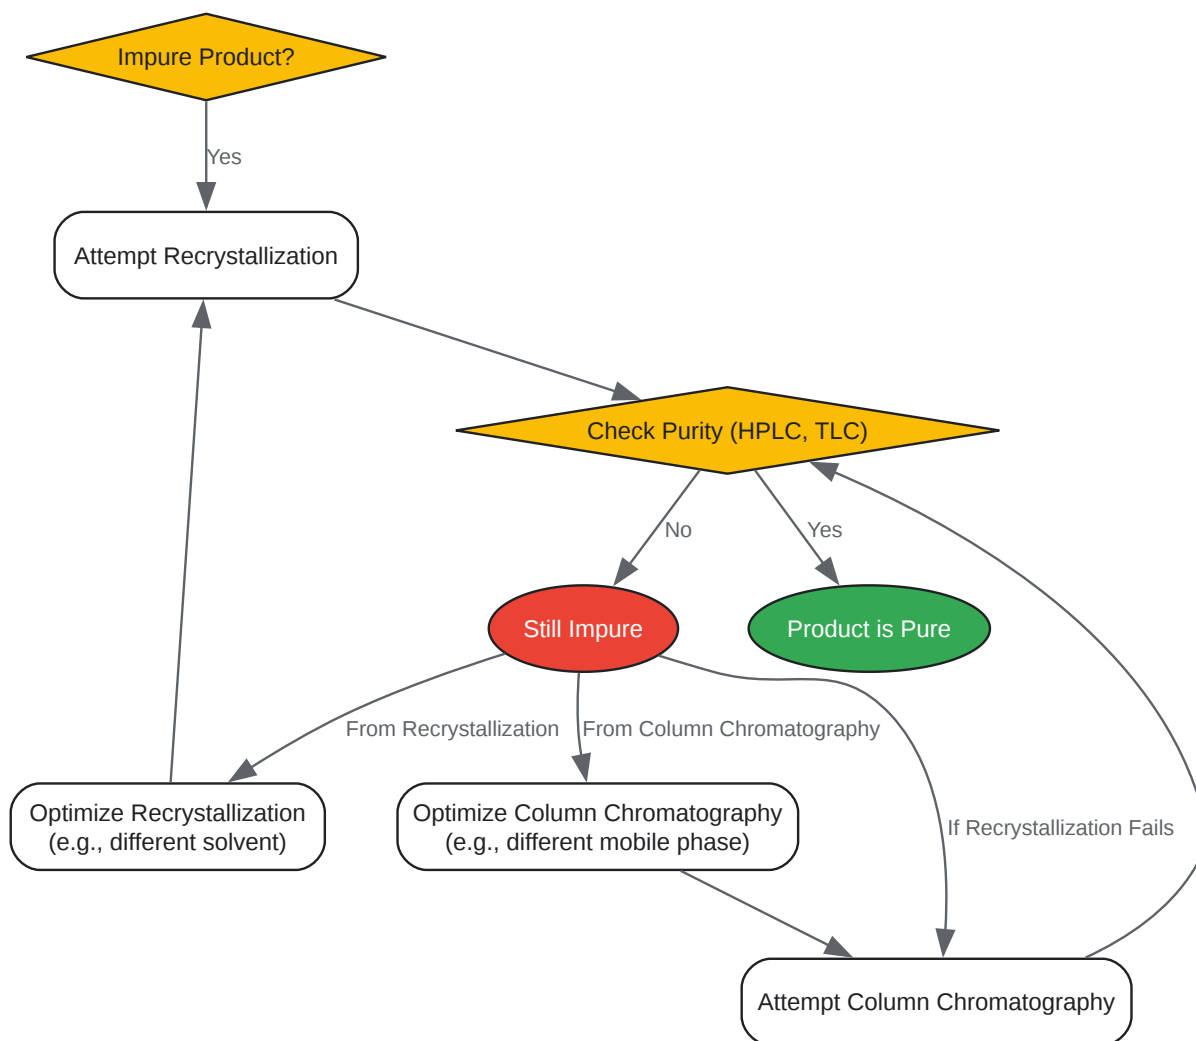 Impure Product?
Yes
Attempt Recrystallization
Check Purity (HPLC, TLC)
No
Yes
Still Impure
Product is Pure
From Recrystallization
From Column Chromatography
Optimize Recrystallization
(e.g., different solvent)
Optimize Column Chromatography
(e.g., different mobile phase)
If Recrystallization Fails
Attempt Column Chromatography